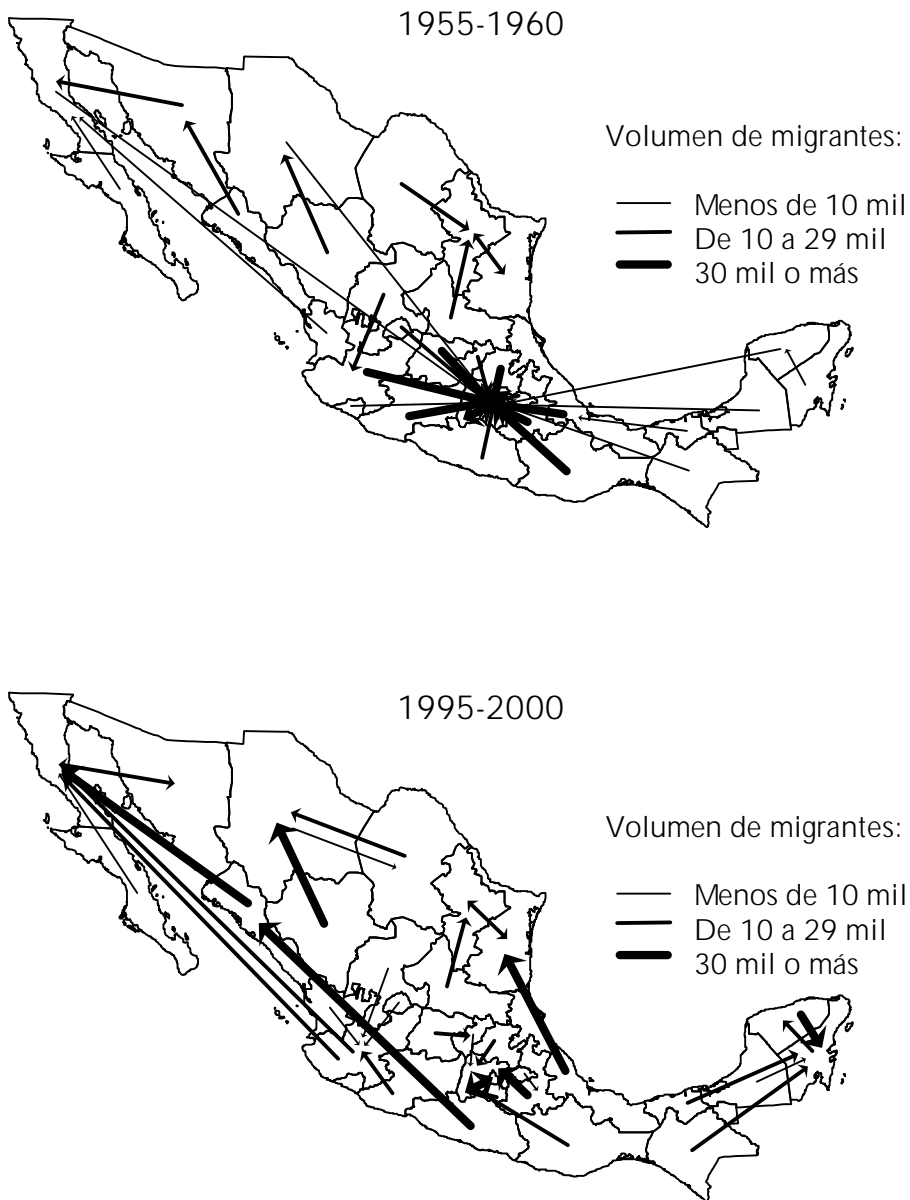 1955-1960
Volumen de migrantes:
Menos de 10 mil
De 10 a 29 mil
30 mil o más
1995-2000
Volumen de migrantes:
Menos de 10 mil
De 10 a 29 mil
30 mil o más